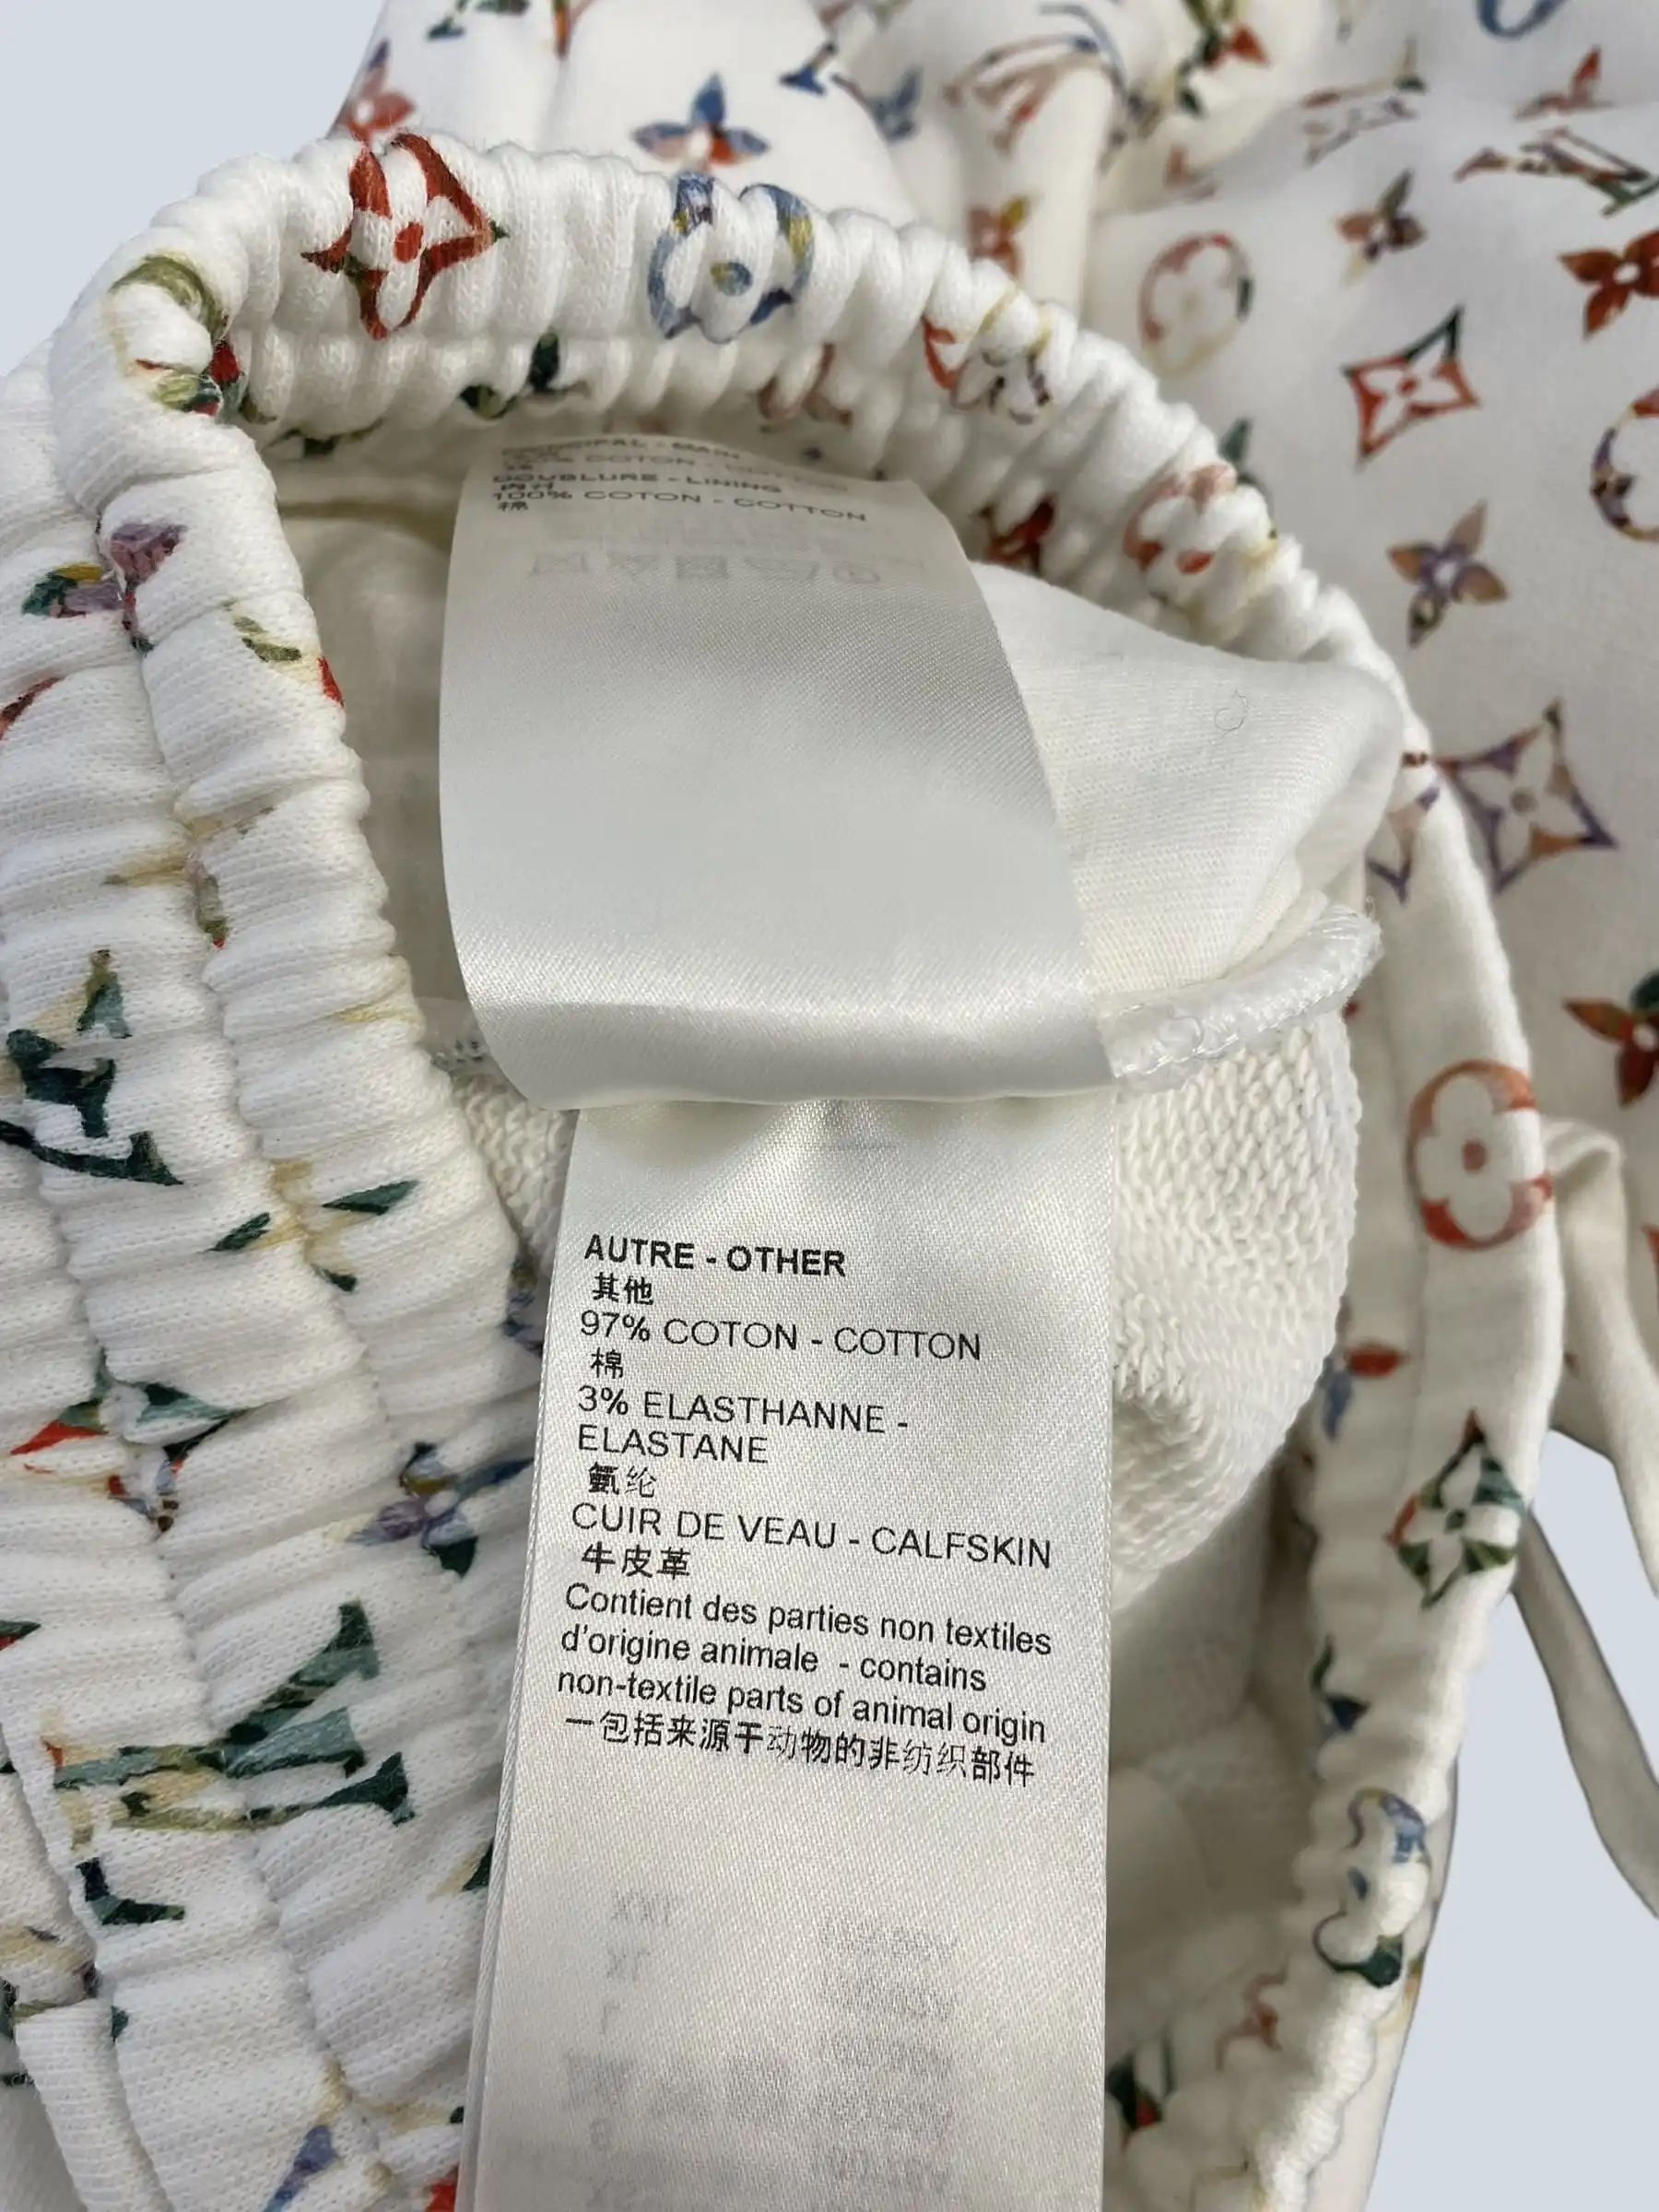 COTON -
DOUBLURE - LINING
100% COTON - COTTON
棉
AUTRE - OTHER
其他
97% COTON - COTTON
棉
3% ELASTHANNE -
ELASTANE
氨纶
CUIR DE VEAU - CALFSKIN
牛皮革
Contient des parties non textiles
d'origine animale - contains
non-textile parts of animal origin
一包括来源于动物的非纺织部件